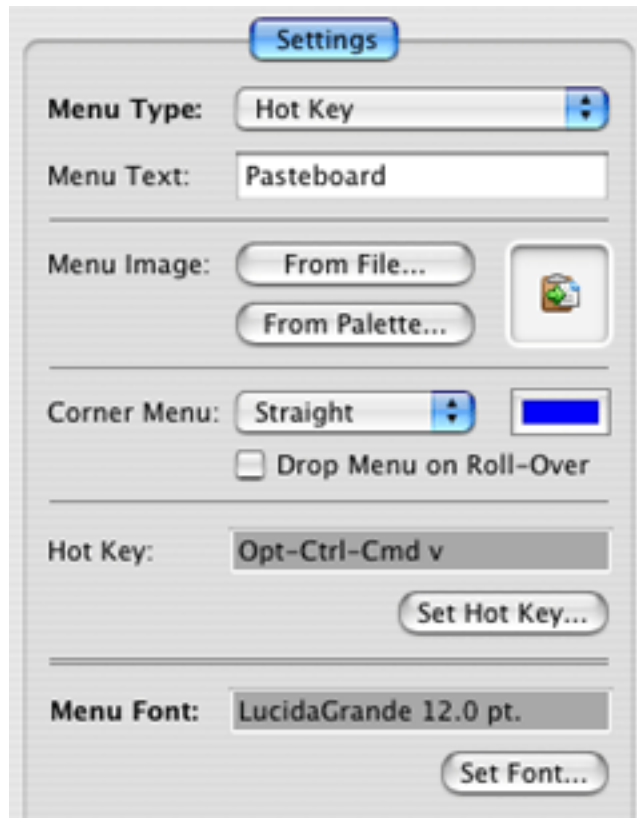 Settings
Menu Type: Hot Key
Menu Text: Pasteboard
Menu Image: From File...
From Palette...
Corner Menu: Straight
Drop Menu on Roll-Over
Hot Key: Opt-Ctrl-Cmd v
Set Hot Key...
Menu Font: LucidaGrande 12.0 pt.
Set Font...